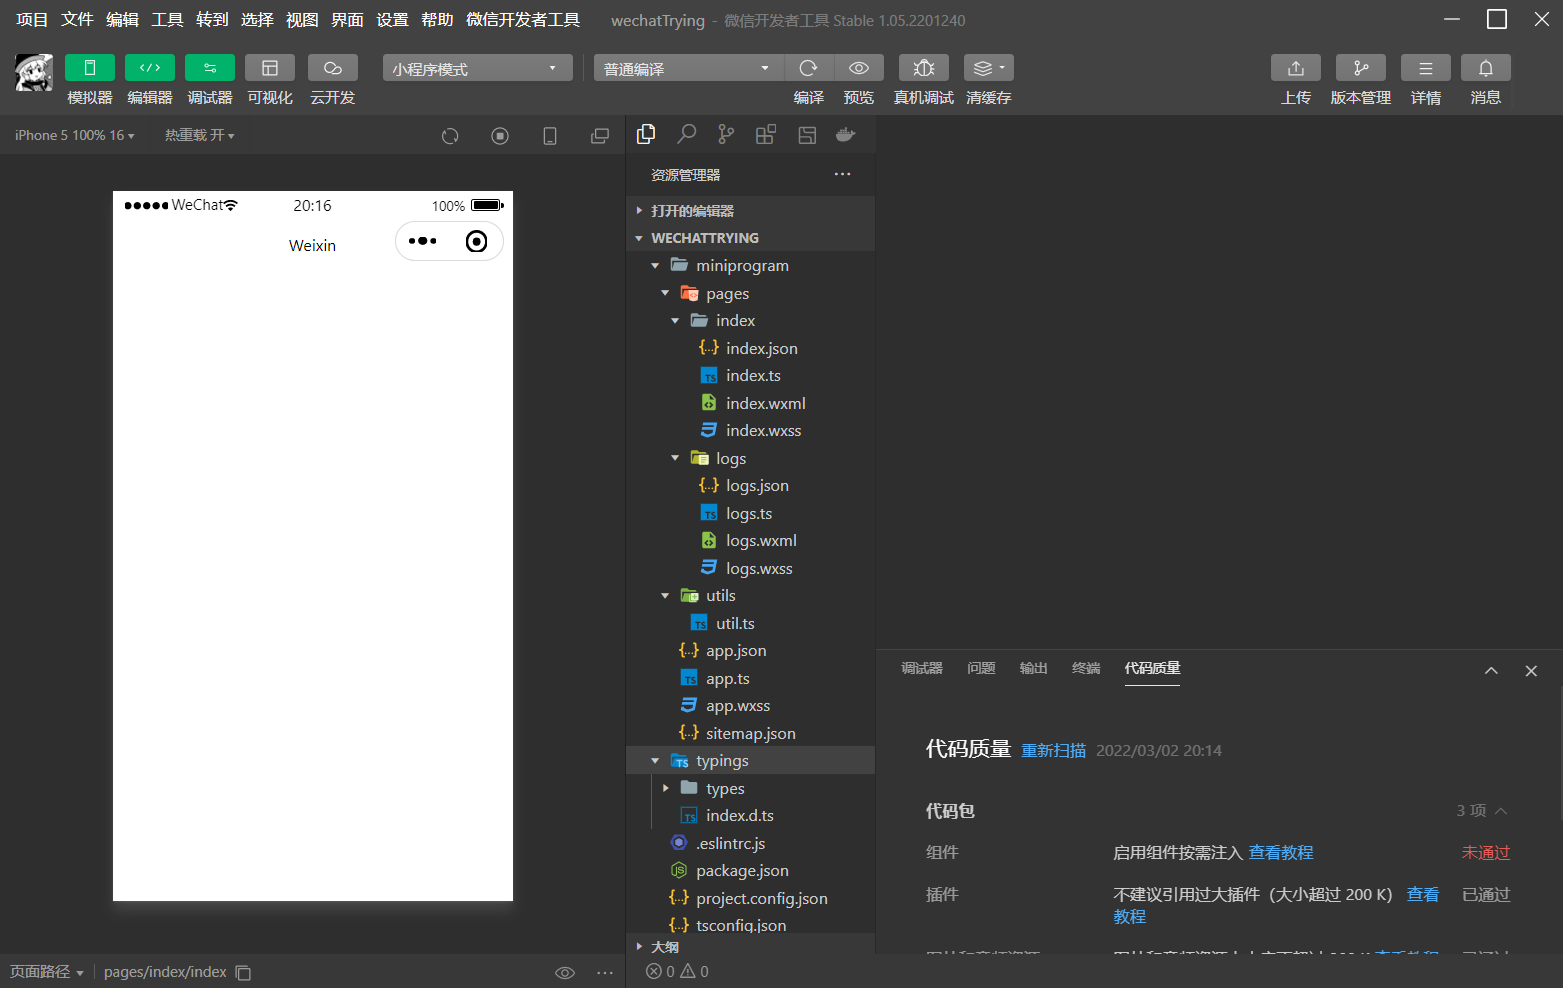 项目 文件 编辑 工具 转到 选择 视图 界面 设置 帮助 微信开发者工具 wechatTrying - 微信开发者工具 Stable 1.05.2201240
小程序模式 普通编译
模拟器 编辑器 调试器 可视化 云开发 编译 预览 真机调试 清缓存 上传 版本管理 详情 消息
iPhone 5 100% 16 热重载 开
WeChat 20:16 100%
Weixin
资源管理器
打开的编辑器
WECHATTRYING
miniprogram
pages
index
index.json
index.ts
index.wxml
index.wxss
logs
logs.json
logs.ts
logs.wxml
logs.wxss
utils
util.ts
app.json
app.ts
app.wxss
sitemap.json
typings
types
index.d.ts
.eslintrc.js
package.json
project.config.json
tsconfig.json
大纲
调试器 问题 输出 终端 代码质量
代码质量 重新扫描 2022/03/02 20:14
代码包 3 项
组件 启用组件按需注入 查看教程 未通过
插件 不建议引用过大插件（大小超过 200 K） 查看教程 已通过
页面路径 pages/index/index
0 0